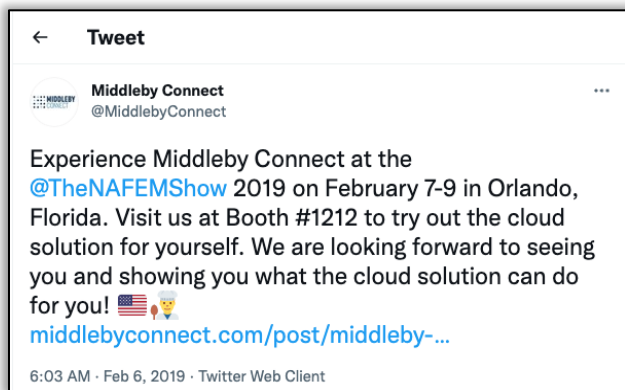 ← Tweet
MIDDLEBY
CONNECT
Middleby Connect
@MiddlebyConnect
Experience Middleby Connect at the
@TheNAFEMShow 2019 on February 7-9 in Orlando,
Florida. Visit us at Booth #1212 to try out the cloud
solution for yourself. We are looking forward to seeing
you and showing you what the cloud solution can do
for you! 🇺🇸👨‍🍳
middlebyconnect.com/post/middleby-...
6:03 AM · Feb 6, 2019 · Twitter Web Client